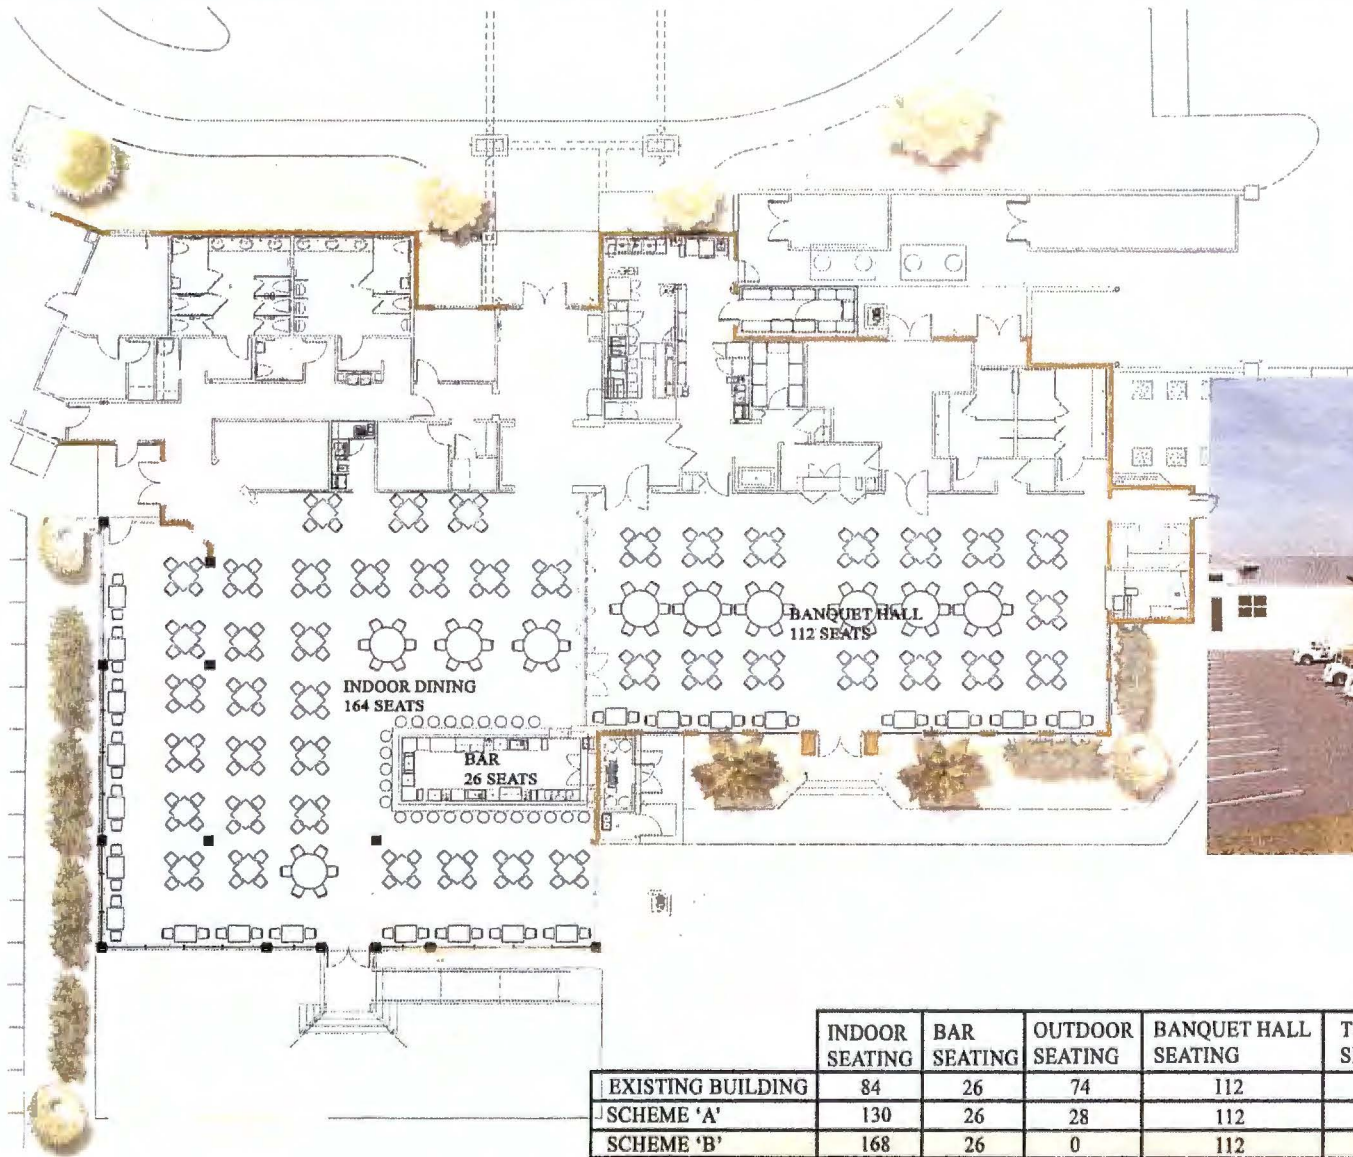 BANQUET HALL
112 SEATS
INDOOR DINING
164 SEATS
BAR
26 SEATS
INDOOR SEATING BAR SEATING OUTDOOR SEATING BANQUET HALL SEATING
EXISTING BUILDING 84 26 74 112
SCHEME ‘A’ 130 26 28 112
SCHEME ‘B’ 168 26 0 112